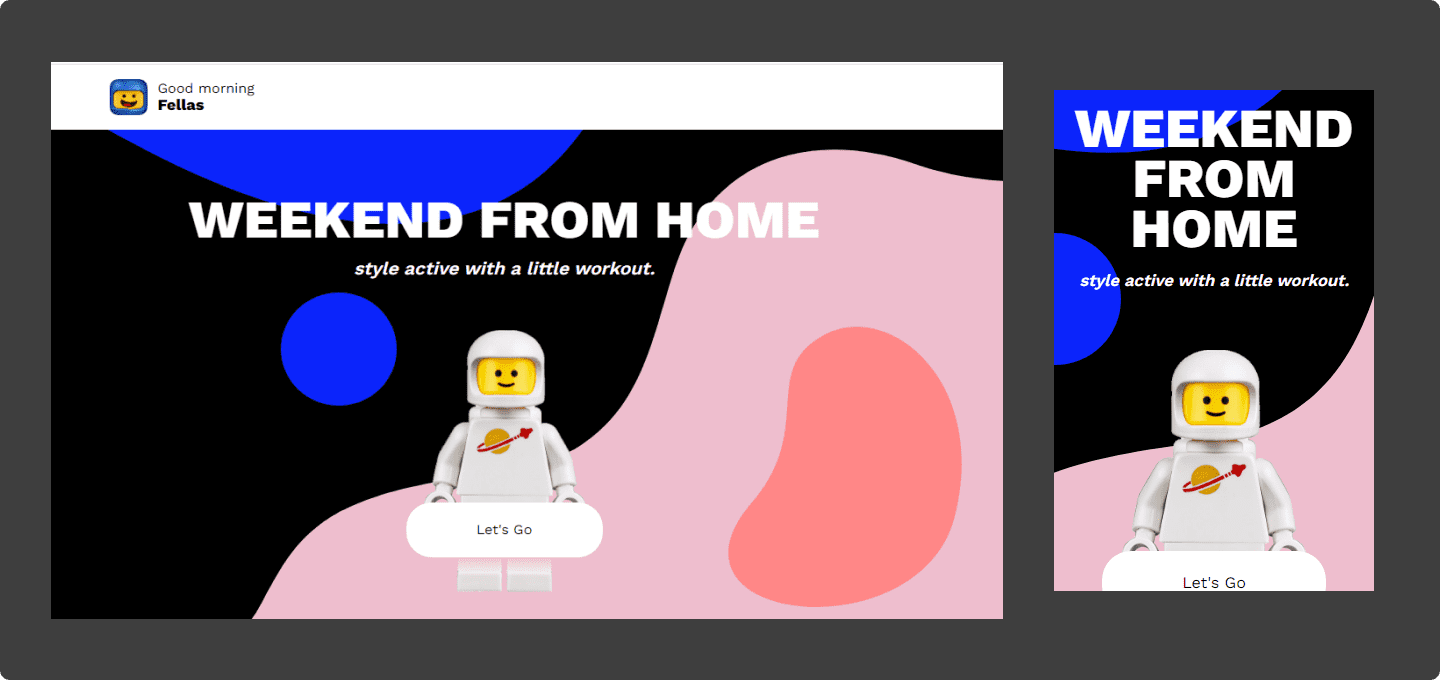 Good morning
Fellas
WEEKEND FROM HOME
style active with a little workout.
Let's Go
WEEKEND
FROM
HOME
style active with a little workout.
Let's Go